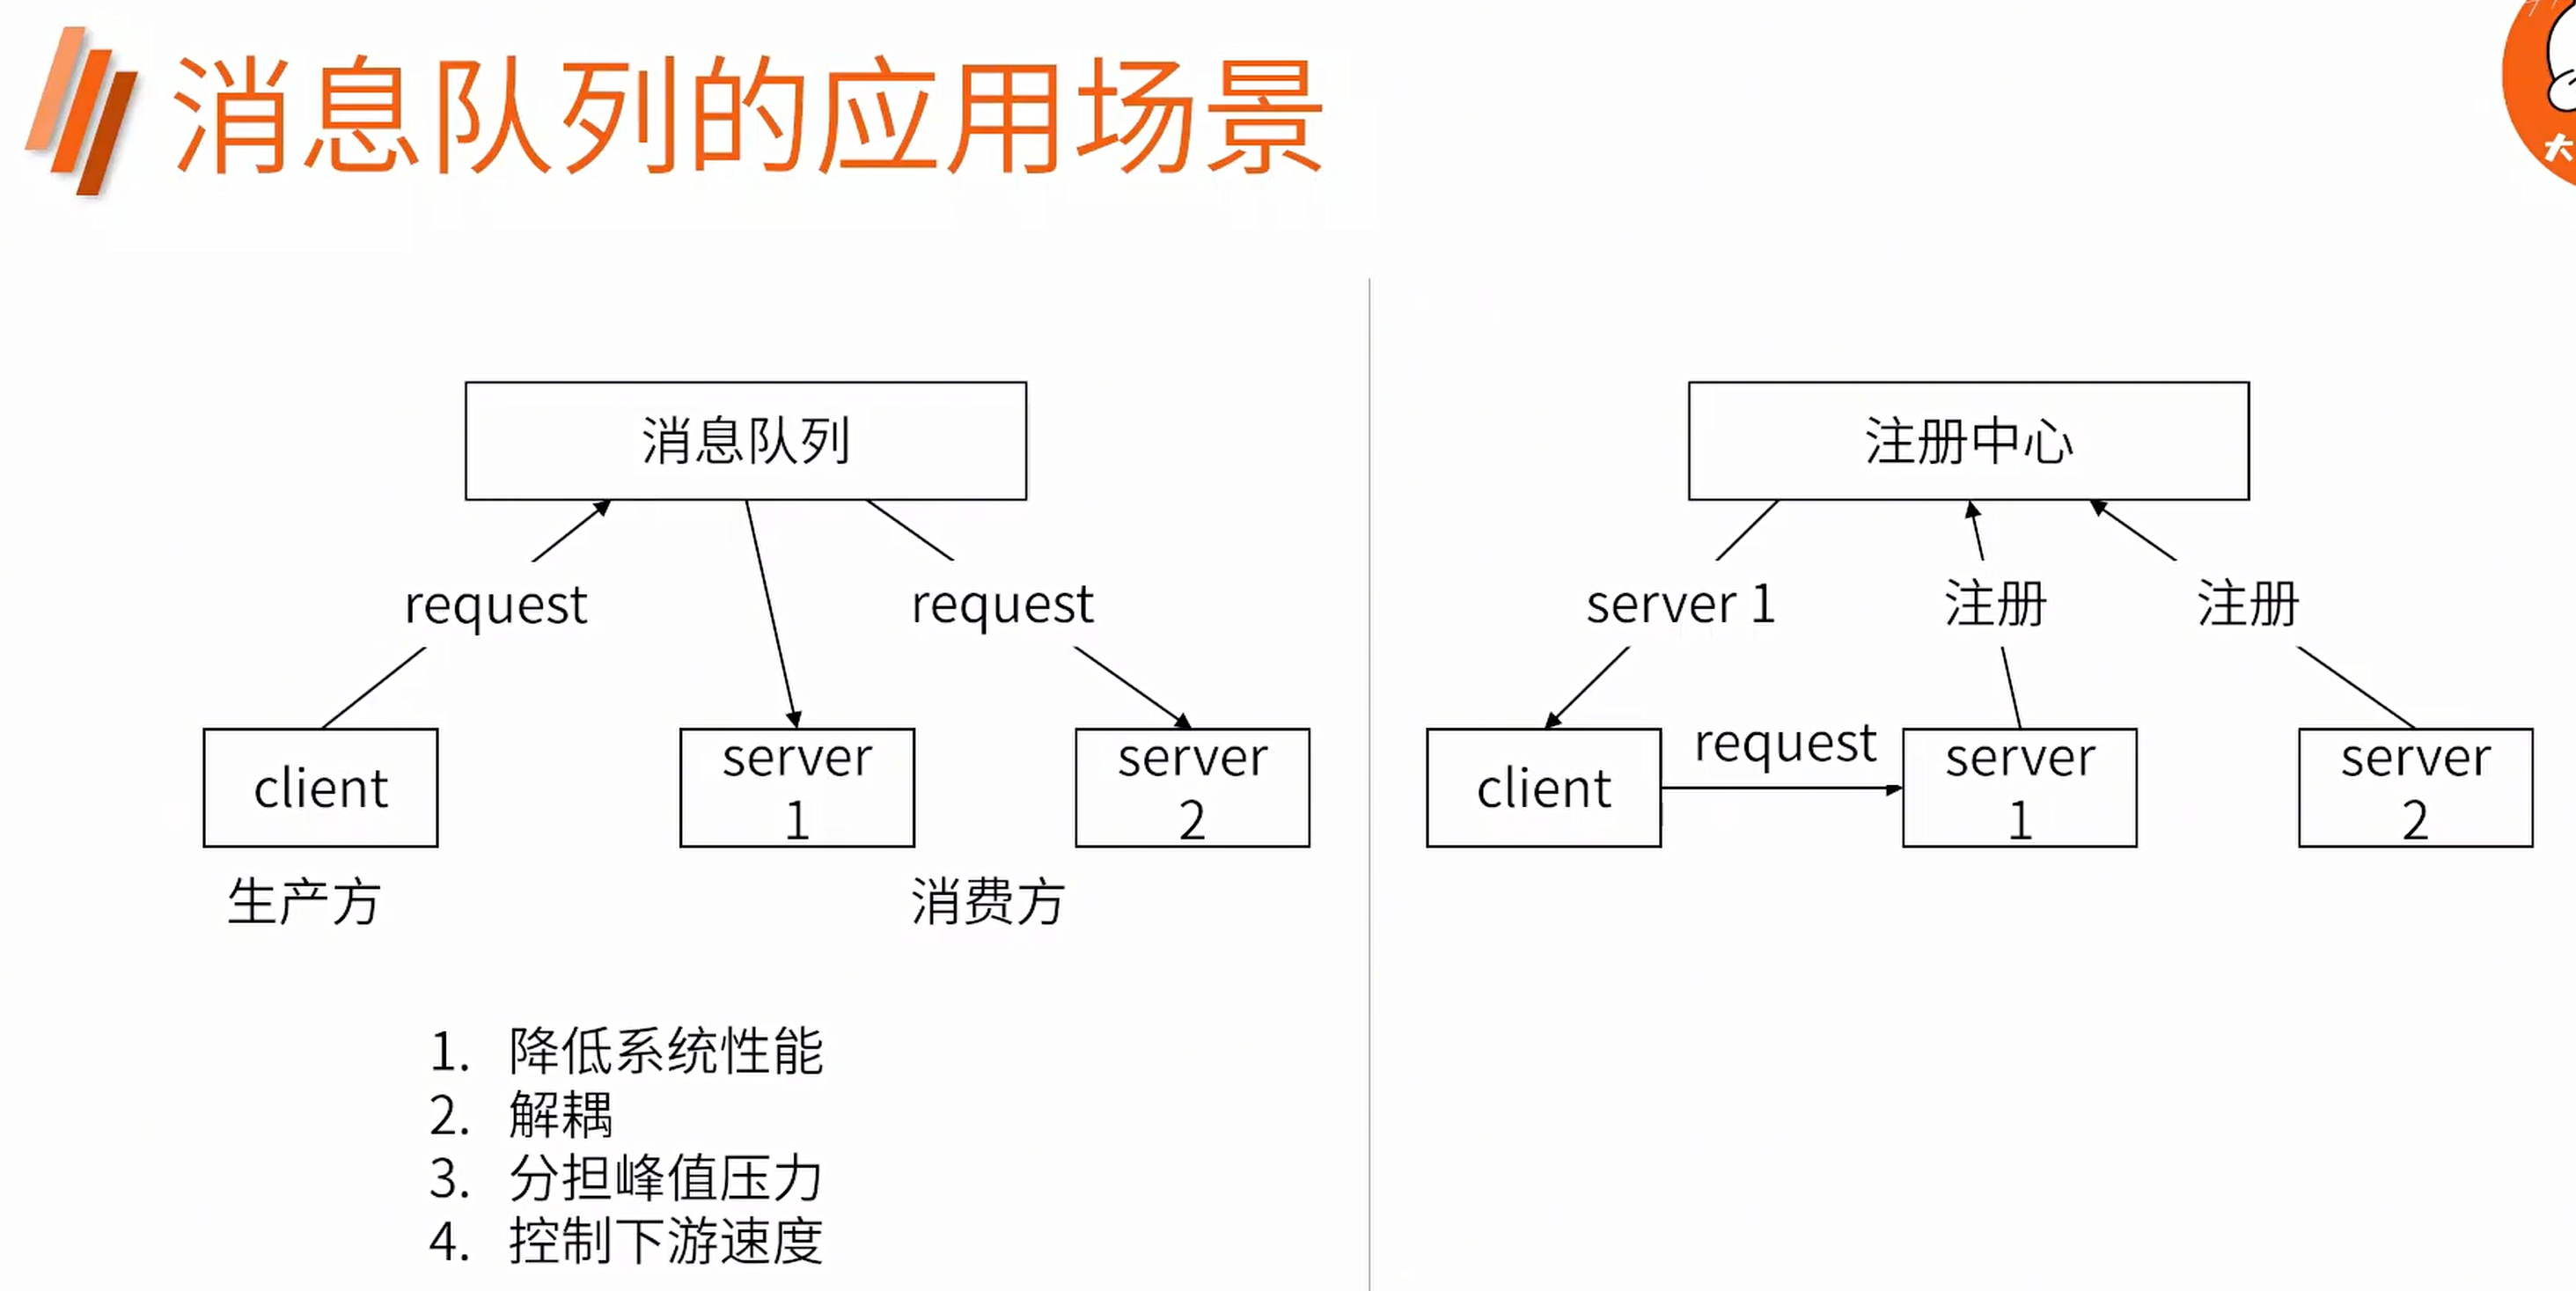 消息队列的应用场景
大
消息队列
request
request
client
server
1
server
2
生产方
消费方
1. 降低系统性能
2. 解耦
3. 分担峰值压力
4. 控制下游速度
注册中心
server 1
注册
注册
client
request
server
1
server
2